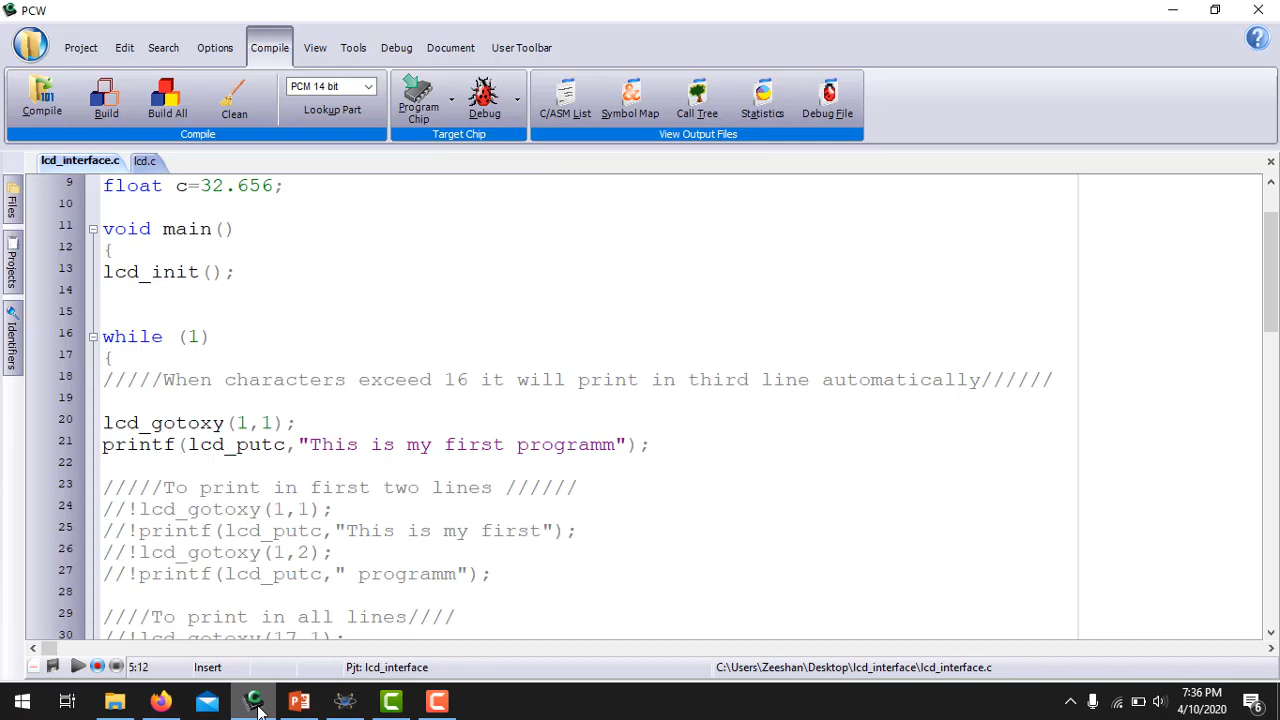 PCW
Project Edit Search Options Compile View Tools Debug Document User Toolbar
Compile Build Build All Clean PCM 14 bit Lookup Part Program Chip Debug C/ASM List Symbol Map Call Tree Statistics Debug File
Compile Target Chip View Output Files
lcd_interface.c lcd.c
Files
Projects
Identifiers
9 float c=32.656;
10
11 void main()
12 {
13 lcd_init();
14
15
16 while (1)
17 {
18 /////When characters exceed 16 it will print in third line automatically//////
19
20 lcd_gotoxy(1,1);
21 printf(lcd_putc,"This is my first programm");
22
23 /////To print in first two lines //////
24 //!lcd_gotoxy(1,1);
25 //!printf(lcd_putc,"This is my first");
26 //!lcd_gotoxy(1,2);
27 //!printf(lcd_putc," programm");
28
29 ////To print in all lines////
30 //!lcd_gotoxy(17,1);
5:12 Insert Pjt: lcd_interface C:\Users\Zeeshan\Desktop\lcd_interface\lcd_interface.c
7:36 PM
4/10/2020
6